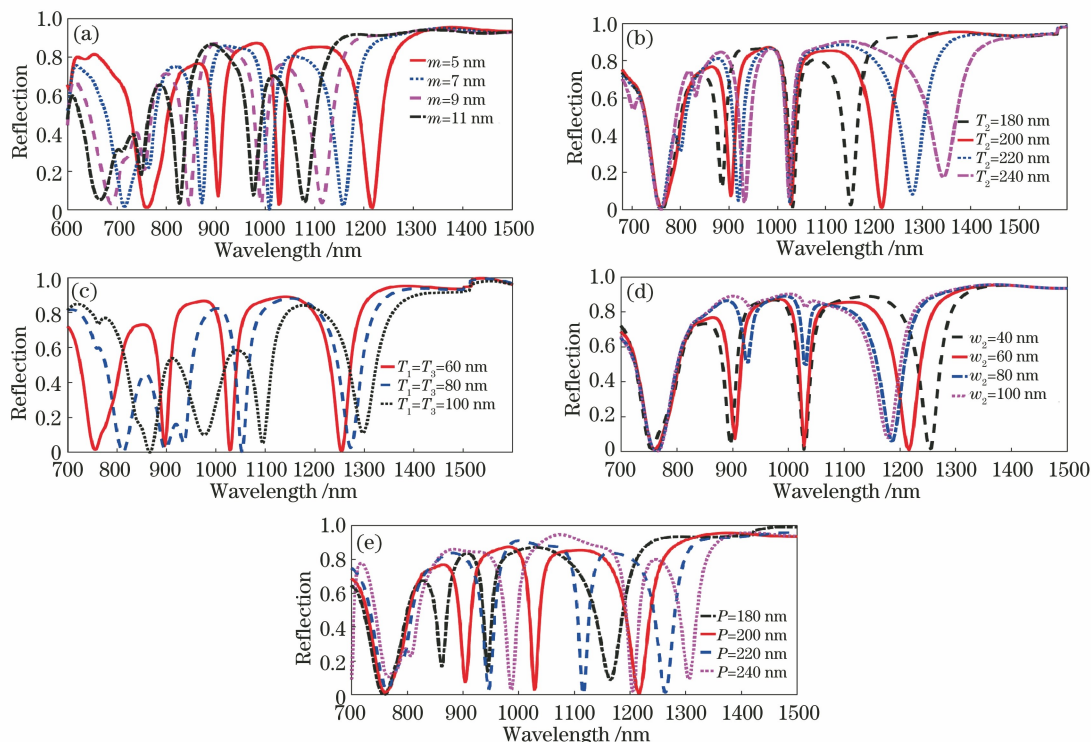 (a)
1.0
0.8
0.6
0.4
0.2
0
Reflection
m=5 nm
m=7 nm
m=9 nm
m=11 nm
600 700 800 900 1000 1100 1200 1300 1400 1500
Wavelength /nm
(b)
1.0
0.8
0.6
0.4
0.2
0
Reflection
T₂=180 nm
T₂=200 nm
T₂=220 nm
T₂=240 nm
700 800 900 1000 1100 1200 1300 1400 1500
Wavelength /nm
(c)
1.0
0.8
0.6
0.4
0.2
0
Reflection
T₁=T₃=60 nm
T₁=T₃=80 nm
T₁=T₃=100 nm
700 800 900 1000 1100 1200 1300 1400 1500
Wavelength /nm
(d)
1.0
0.8
0.6
0.4
0.2
0
Reflection
w₂=40 nm
w₂=60 nm
w₂=80 nm
w₂=100 nm
700 800 900 1000 1100 1200 1300 1400 1500
Wavelength /nm
(e)
1.0
0.8
0.6
0.4
0.2
0
Reflection
P=180 nm
P=200 nm
P=220 nm
P=240 nm
700 800 900 1000 1100 1200 1300 1400 1500
Wavelength /nm